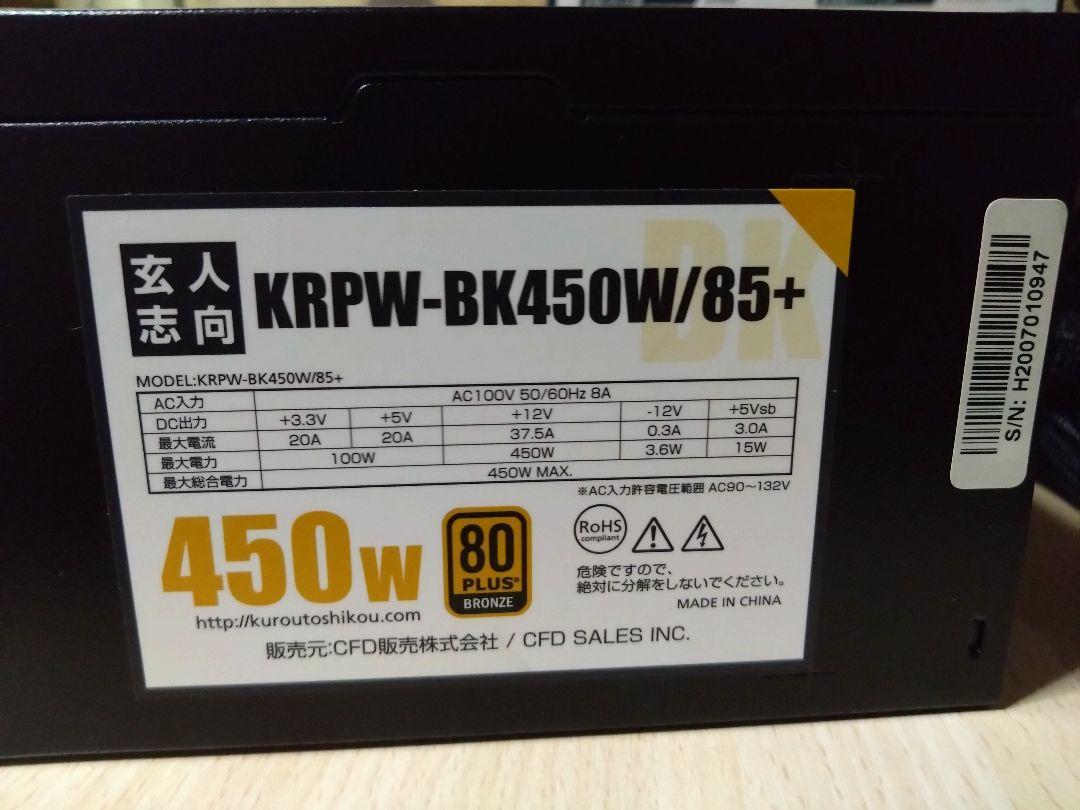 BK
玄人
志向
KRPW-BK450W/85+
MODEL:KRPW-BK450W/85+
AC入力 AC100V 50/60Hz 8A
DC出力 +3.3V +5V +12V -12V +5Vsb
最大電流 20A 20A 37.5A 0.3A 3.0A
最大電力 100W 450W 3.6W 15W
最大総合電力 450W MAX.
※AC入力許容電圧範囲 AC90~132V
450W
80
PLUS®
BRONZE
RoHS
compliant
危険ですので、
絶対に分解をしないでください。
MADE IN CHINA
http://kuroutoshikou.com
販売元:CFD販売株式会社 / CFD SALES INC.
S/N: H2007010947